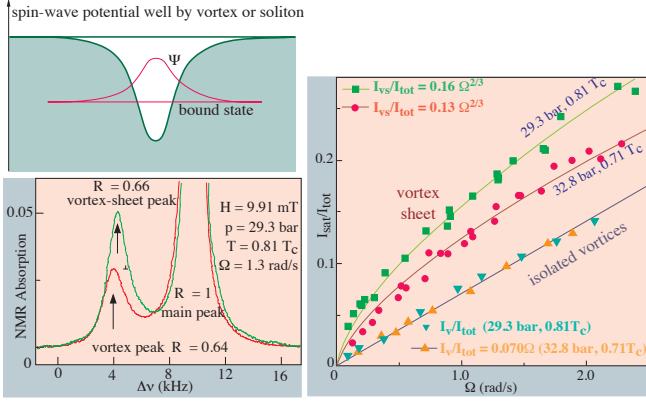 spin-wave potential well by vortex or soliton
Ψ
bound state
NMR Absorption
0.05
0
R = 0.66
vortex-sheet peak
H = 9.91 mT
p = 29.3 bar
T = 0.81 Tc
Ω = 1.3 rad/s
R = 1
main peak
vortex peak R = 0.64
0 4 8 12 16
Δν (kHz)
Isat/Itot
0.2
0.1
0
Ivs/Itot = 0.16 Ω2/3
Ivs/Itot = 0.13 Ω2/3
29.3 bar, 0.81 Tc
32.8 bar, 0.71 Tc
vortex
sheet
isolated vortices
Iv/Itot (29.3 bar, 0.81Tc)
Iv/Itot = 0.070Ω (32.8 bar, 0.71Tc)
0 1.0 2.0
Ω (rad/s)